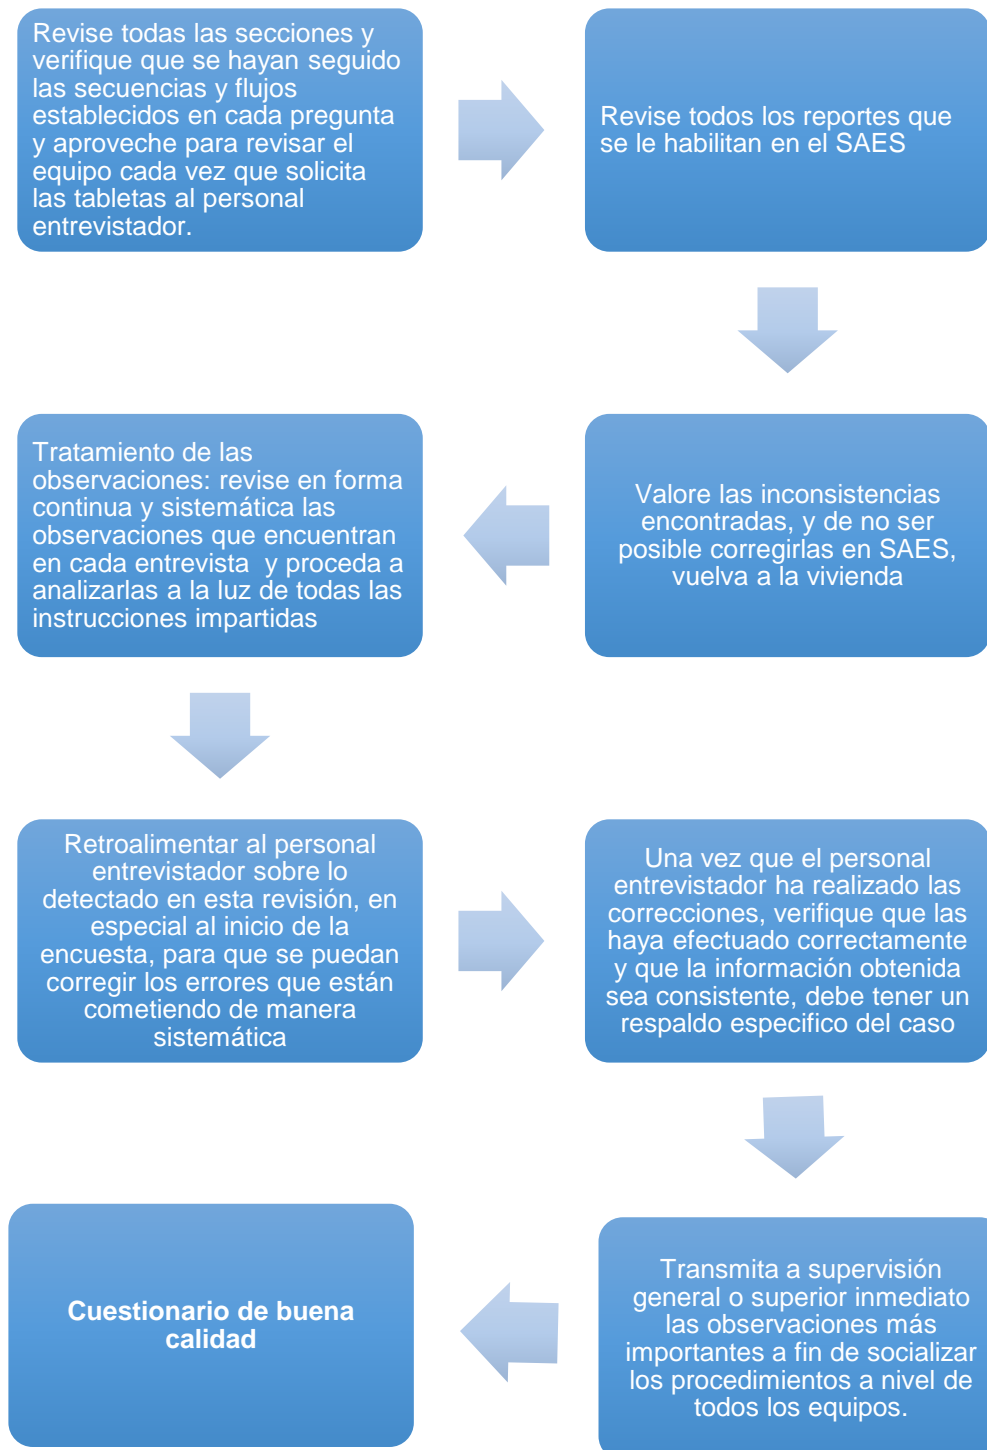 Revise todas las secciones y
verifique que se hayan seguido
las secuencias y flujos
establecidos en cada pregunta
y aproveche para revisar el
equipo cada vez que solicita
las tabletas al personal
entrevistador.
Revise todos los reportes que
se le habilitan en el SAES
Valore las inconsistencias
encontradas, y de no ser
posible corregirlas en SAES,
vuelva a la vivienda
Tratamiento de las
observaciones: revise en forma
continua y sistemática las
observaciones que encuentran
en cada entrevista y proceda a
analizarlas a la luz de todas las
instrucciones impartidas
Retroalimentar al personal
entrevistador sobre lo
detectado en esta revisión, en
especial al inicio de la
encuesta, para que se puedan
corregir los errores que están
cometiendo de manera
sistemática
Una vez que el personal
entrevistador ha realizado las
correcciones, verifique que las
haya efectuado correctamente
y que la información obtenida
sea consistente, debe tener un
respaldo especifico del caso
Transmita a supervisión
general o superior inmediato
las observaciones más
importantes a fin de socializar
los procedimientos a nivel de
todos los equipos.
Cuestionario de buena
calidad